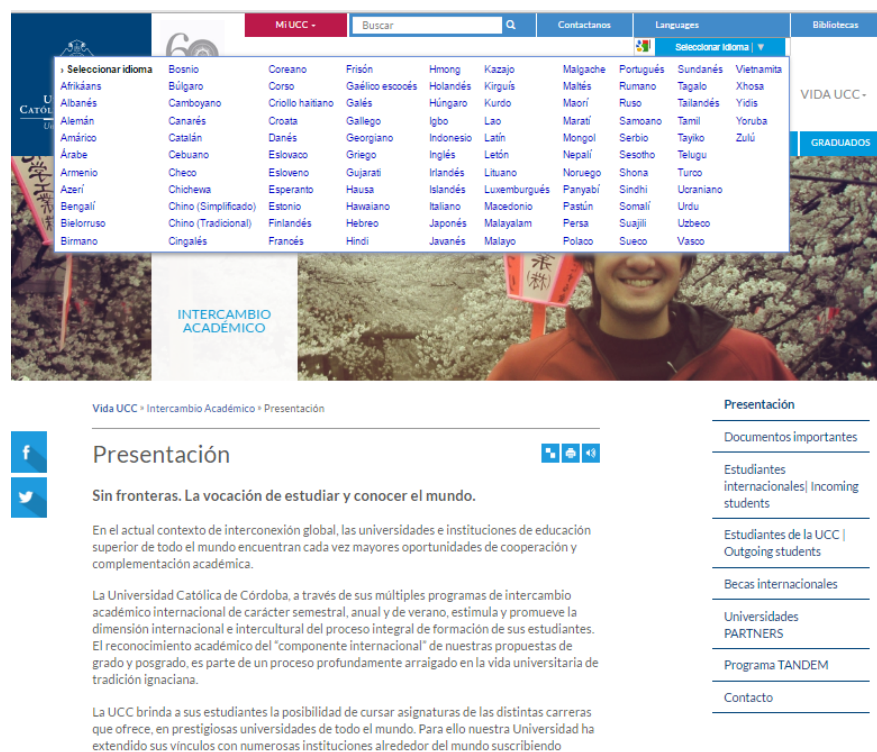 Mi UCC
Buscar
Contactanos
Languages
Bibliotecas
Seleccionar idioma | ▼
VIDA UCC
GRADUADOS
› Seleccionar idioma Bosnio Coreano Frisón Hmong Kazajo Malgache Portugués Sundanés Vietnamita
Afrikáans Búlgaro Corso Gaélico escocés Holandés Kirguís Maltés Rumano Tagalo Xhosa
Albanés Camboyano Criollo haitiano Galés Húngaro Kurdo Maorí Ruso Tailandés Yidis
Alemán Canarés Croata Gallego Igbo Lao Maratí Samoano Tamil Yoruba
Amárico Catalán Danés Georgiano Indonesio Latín Mongol Serbio Tayiko Zulú
Árabe Cebuano Eslovaco Griego Inglés Letón Nepalí Sesotho Telugu
Armenio Checo Esloveno Gujarati Irlandés Lituano Noruego Shona Turco
Azerí Chichewa Esperanto Hausa Islandés Luxemburgués Panyabí Sindhi Ucraniano
Bengalí Chino (Simplificado) Estonio Hawaiano Italiano Macedonio Pastún Somalí Urdu
Bielorruso Chino (Tradicional) Finlandés Hebreo Japonés Malayalam Persa Suajili Uzbeco
Birmano Cingalés Francés Hindi Javanés Malayo Polaco Sueco Vasco
INTERCAMBIO
ACADÉMICO
Vida UCC » Intercambio Académico » Presentación
Presentación
Sin fronteras. La vocación de estudiar y conocer el mundo.
En el actual contexto de interconexión global, las universidades e instituciones de educación
superior de todo el mundo encuentran cada vez mayores oportunidades de cooperación y
complementación académica.
La Universidad Católica de Córdoba, a través de sus múltiples programas de intercambio
académico internacional de carácter semestral, anual y de verano, estimula y promueve la
dimensión internacional e intercultural del proceso integral de formación de sus estudiantes.
El reconocimiento académico del "componente internacional" de nuestras propuestas de
grado y posgrado, es parte de un proceso profundamente arraigado en la vida universitaria de
tradición ignaciana.
La UCC brinda a sus estudiantes la posibilidad de cursar asignaturas de las distintas carreras
que ofrece, en prestigiosas universidades de todo el mundo. Para ello nuestra Universidad ha
extendido sus vínculos con numerosas instituciones alrededor del mundo suscribiendo
Presentación
Documentos importantes
Estudiantes
internacionales| Incoming
students
Estudiantes de la UCC |
Outgoing students
Becas internacionales
Universidades
PARTNERS
Programa TANDEM
Contacto